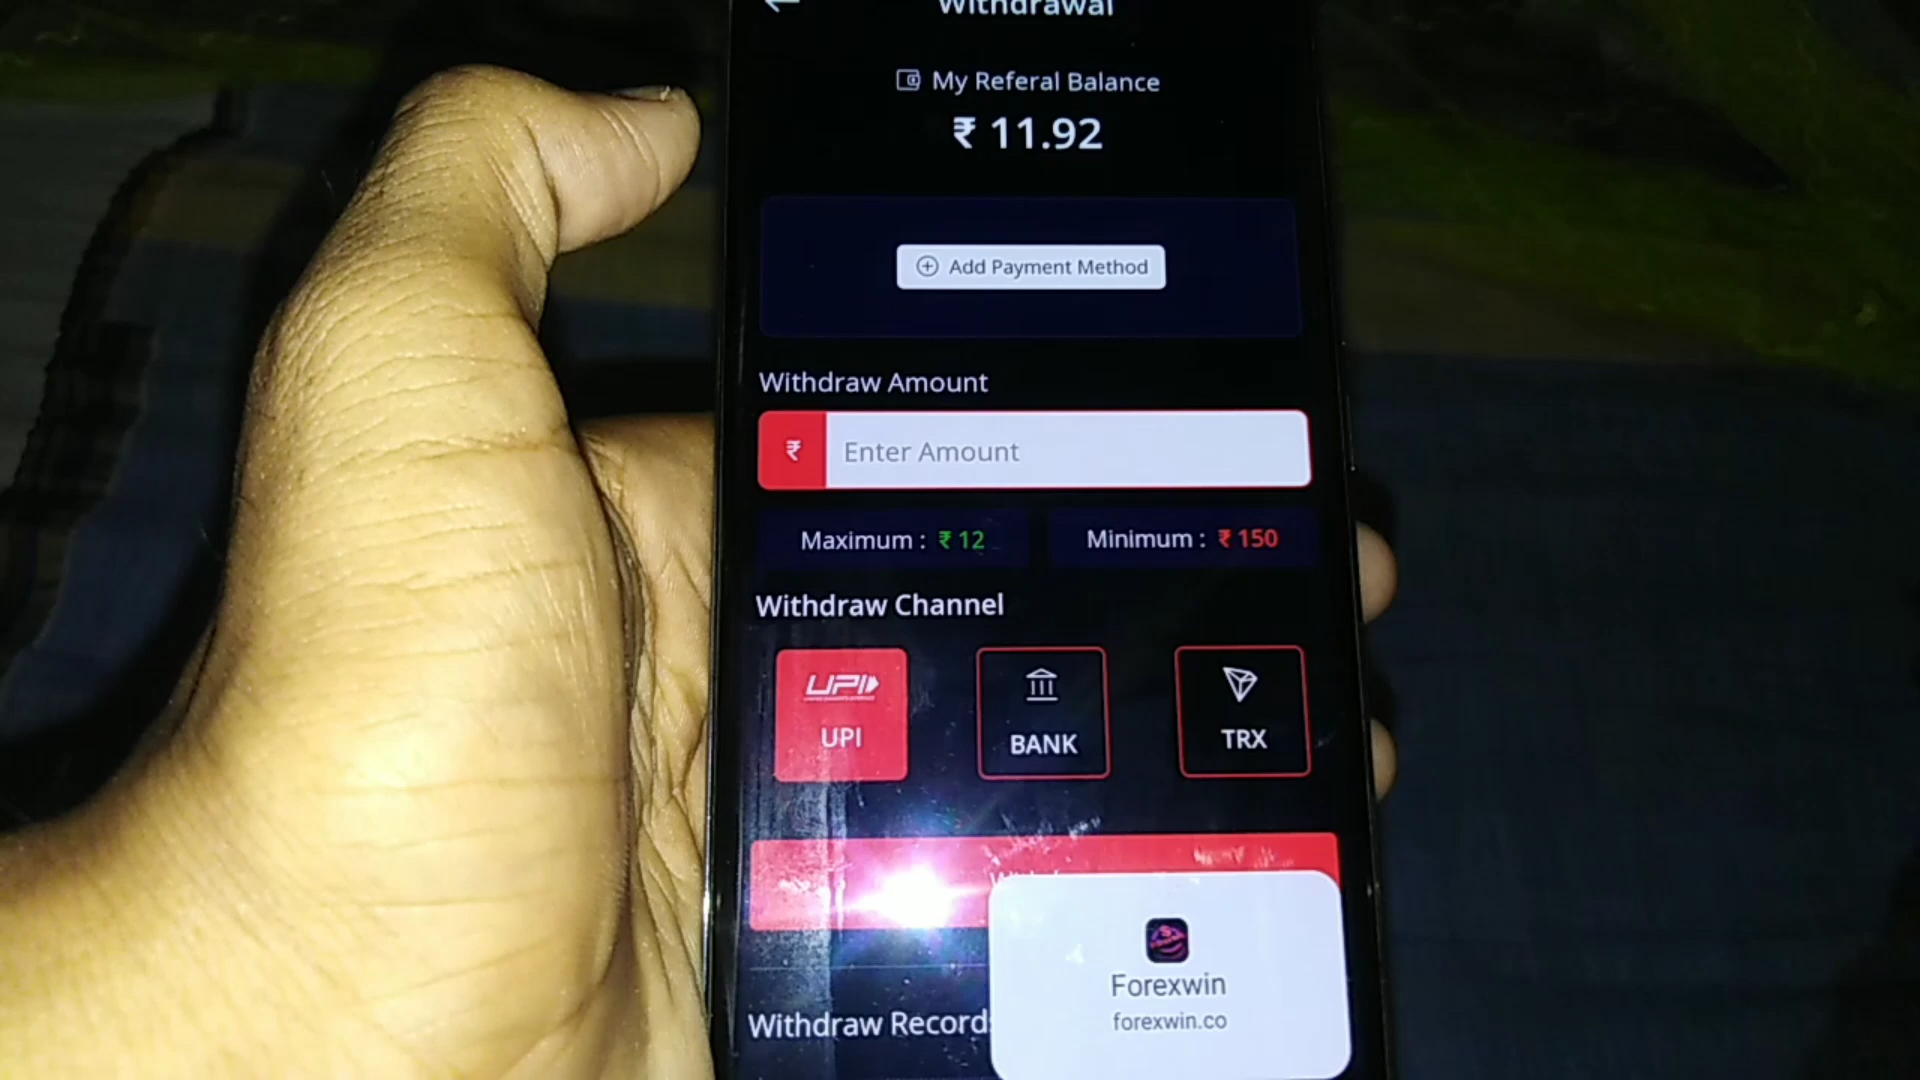 Withdrawal
My Referal Balance
₹ 11.92
Add Payment Method
Withdraw Amount
₹ Enter Amount
Maximum : ₹ 12 Minimum : ₹ 150
Withdraw Channel
UPI
UPI BANK TRX
Forexwin
forexwin.co
Withdraw Records